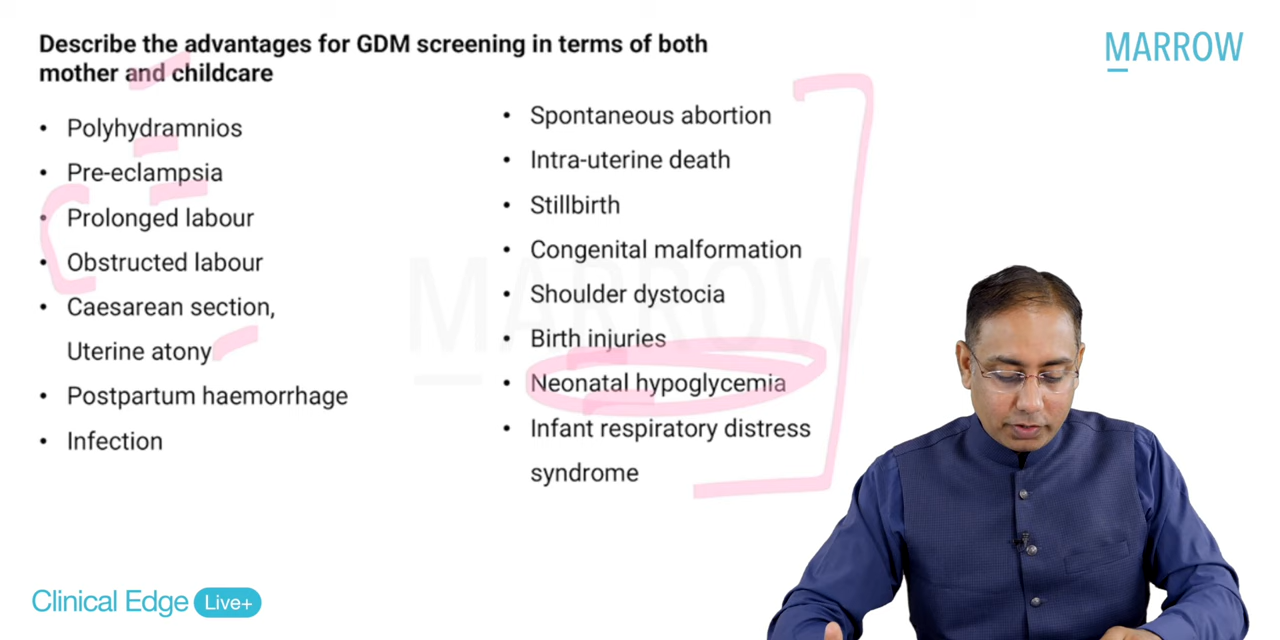 Describe the advantages for GDM screening in terms of both
mother and childcare
MARROW
• Polyhydramnios
• Pre-eclampsia
• Prolonged labour
• Obstructed labour
• Caesarean section,
Uterine atony
• Postpartum haemorrhage
• Infection
• Spontaneous abortion
• Intra-uterine death
• Stillbirth
• Congenital malformation
• Shoulder dystocia
• Birth injuries
• Neonatal hypoglycemia
• Infant respiratory distress
syndrome
MARROW
Clinical Edge Live+